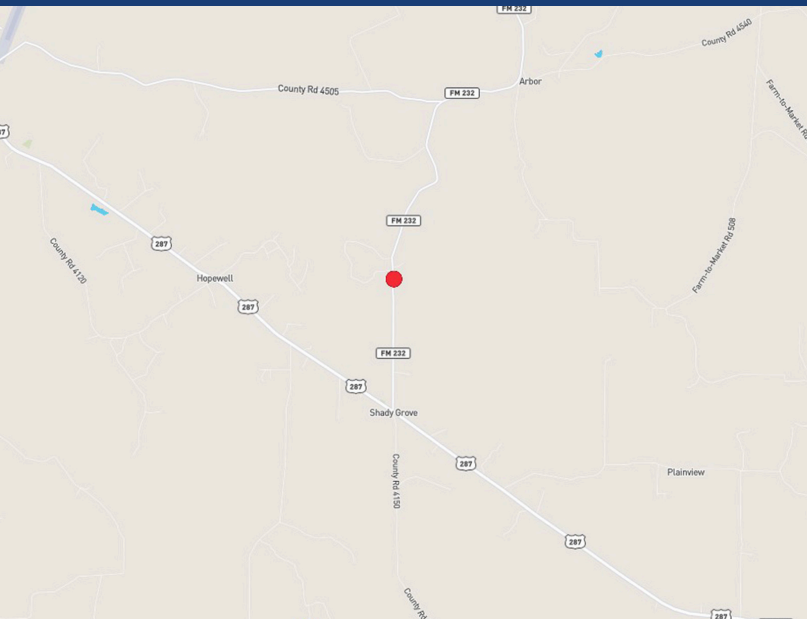 FM 232
County Rd 4540
Arbor
County Rd 4505
FM 232
Farm-to-Market Rd
FM 232
287
County Rd 4120
Farm-to-Market Rd 508
Hopewell
287
FM 232
287
Shady Grove
287
Plainview
County Rd 4150
287
County Rd
287